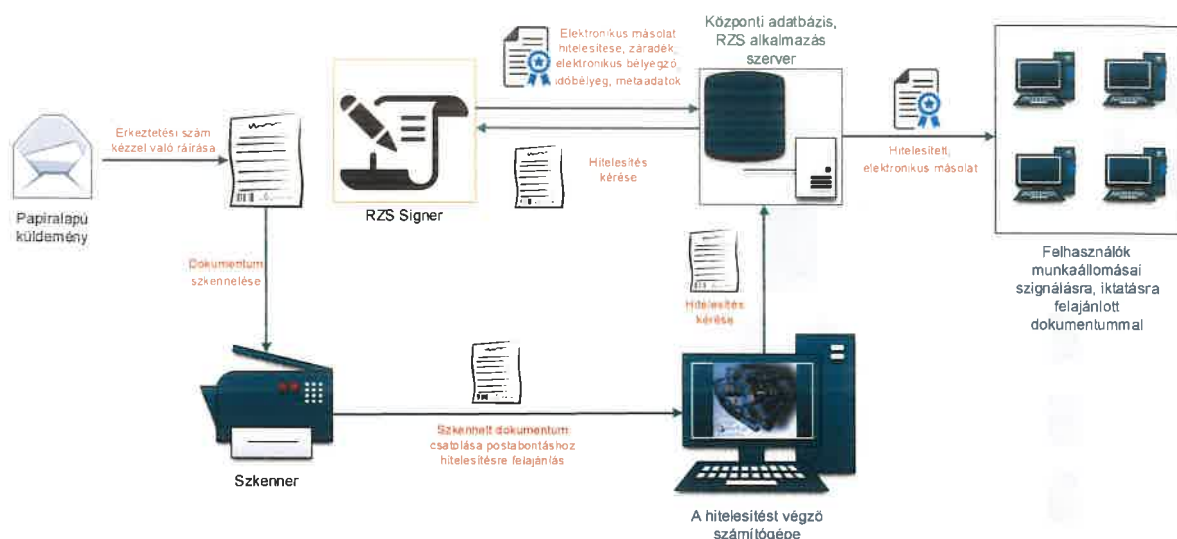 Elektronikus másolat
hitelesítése, záradék,
elektronikus bélyegző,
időbélyeg, metaadatok
Központi adatbázis,
RZS alkalmazás
szerver
Érkeztetési szám
kézzel való ráírása
Hitelesítés
kérése
Hitelesített,
elektronikus másolat
Papíralapú
küldemény
RZS Signer
Dokumentum
szkennelése
Hitelesítés
kérése
Felhasználók
munkaállomásai
szignálásra, iktatásra
felajánlott
dokumentummal
Szkennelt dokumentum
csatolása postabontáshoz
hitelesítésre felajánlás
Szkenner
A hitelesítést végző
számítógépe